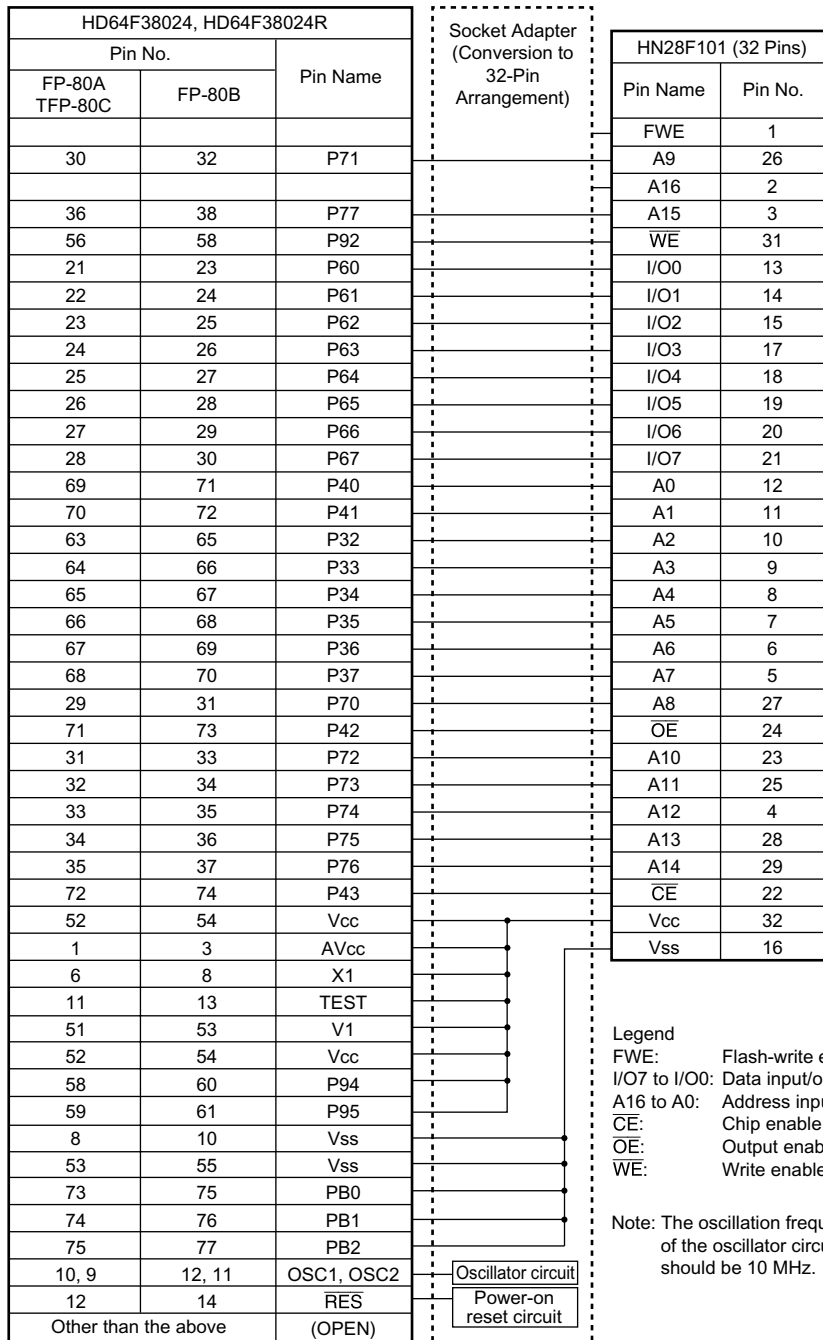 HD64F38024, HD64F38024R
Pin No.
Pin Name
FP-80A
TFP-80C
FP-80B
30 32 P71
36 38 P77
56 58 P92
21 23 P60
22 24 P61
23 25 P62
24 26 P63
25 27 P64
26 28 P65
27 29 P66
28 30 P67
69 71 P40
70 72 P41
63 65 P32
64 66 P33
65 67 P34
66 68 P35
67 69 P36
68 70 P37
29 31 P70
71 73 P42
31 33 P72
32 34 P73
33 35 P74
34 36 P75
35 37 P76
72 74 P43
52 54 Vcc
1 3 AVcc
6 8 X1
11 13 TEST
51 53 V1
52 54 Vcc
58 60 P94
59 61 P95
8 10 Vss
53 55 Vss
73 75 PB0
74 76 PB1
75 77 PB2
10, 9 12, 11 OSC1, OSC2
12 14 RES
Other than the above (OPEN)
Socket Adapter
(Conversion to
32-Pin
Arrangement)
Oscillator circuit
Power-on
reset circuit
HN28F101 (32 Pins)
Pin Name Pin No.
FWE 1
A9 26
A16 2
A15 3
WE 31
I/O0 13
I/O1 14
I/O2 15
I/O3 17
I/O4 18
I/O5 19
I/O6 20
I/O7 21
A0 12
A1 11
A2 10
A3 9
A4 8
A5 7
A6 6
A7 5
A8 27
OE 24
A10 23
A11 25
A12 4
A13 28
A14 29
CE 22
Vcc 32
Vss 16
Legend
FWE: Flash-write
I/O7 to I/O0: Data
A16 to A0: Address
CE: Chip enable
OE: Output
WE: Write enable
Note: The oscillation
of the oscillator
should be 10 MHz.